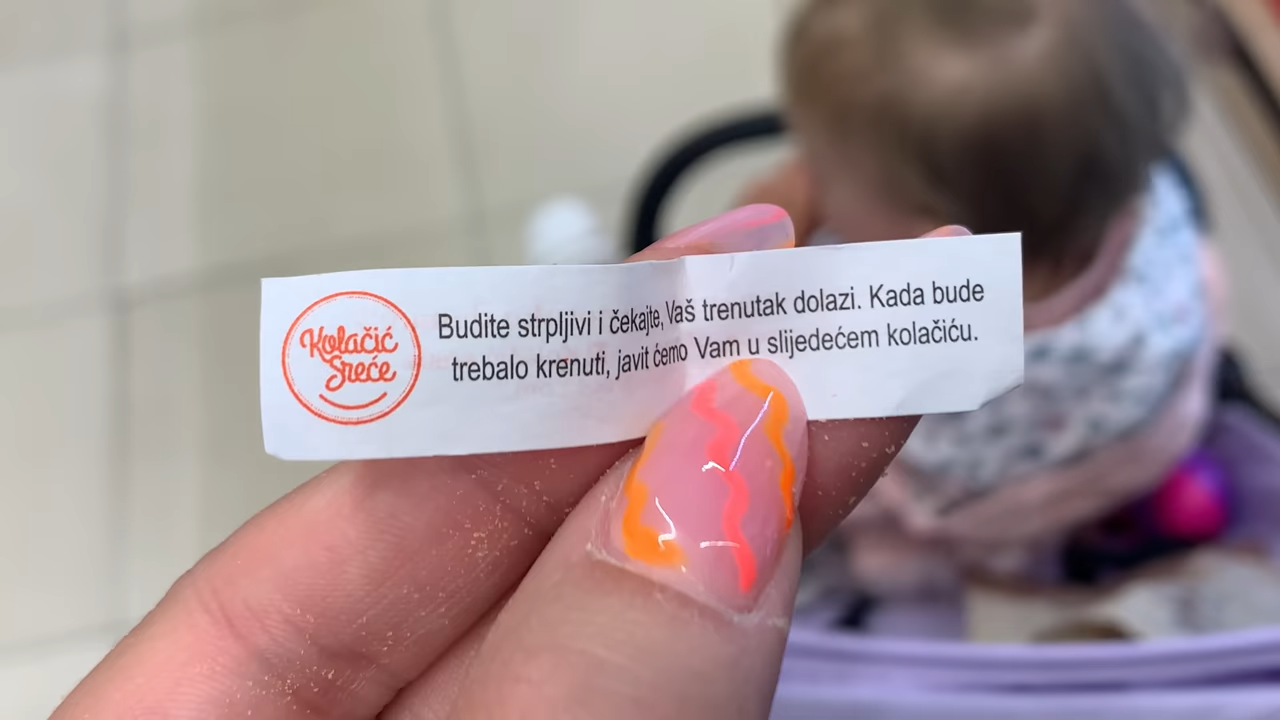 Kolačić
Sreće
Budite strpljivi i čekajte, Vaš trenutak dolazi. Kada bude
trebalo krenuti, javit ćemo Vam u slijedećem kolačiću.